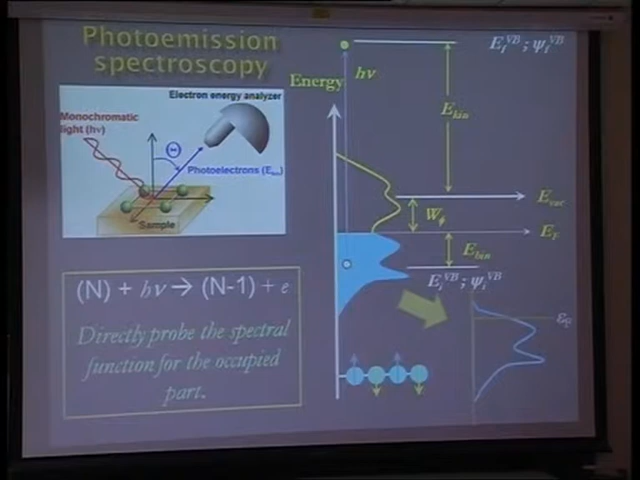 Photoemission
spectroscopy
Electron energy analyzer
Monochromatic
light (hν)
Θ
Photoelectrons (E_kin)
Sample
(N) + hν → (N-1) + e
Directly probe the spectral
function for the occupied
part.
E_f^VB ; ψ_f^VB
Energy
hν
E_kin
E_vac
W_ϕ
E_F
E_bin
E_i^VB ; ψ_i^VB
ε_F